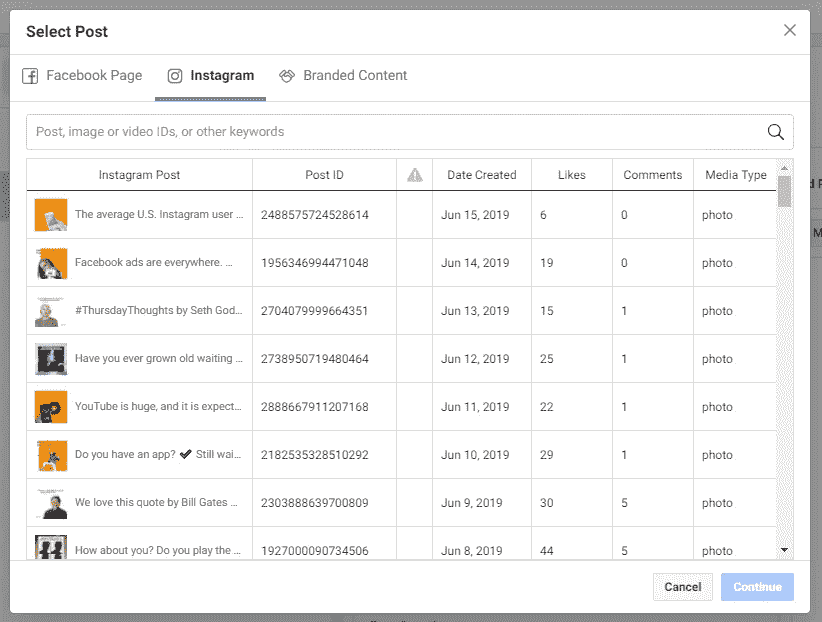 Select Post
Facebook Page Instagram Branded Content
Post, image or video IDs, or other keywords
Instagram Post Post ID Date Created Likes Comments Media Type
The average U.S. Instagram user ... 2488575724528614 Jun 15, 2019 6 0 photo
Facebook ads are everywhere. ... 1956346994471048 Jun 14, 2019 19 0 photo
#ThursdayThoughts by Seth God... 2704079999664351 Jun 13, 2019 15 1 photo
Have you ever grown old waiting ... 2738950719480464 Jun 12, 2019 25 1 photo
YouTube is huge, and it is expect... 2888667911207168 Jun 11, 2019 22 1 photo
Do you have an app? ✔ Still wai... 2182535328510292 Jun 10, 2019 29 1 photo
We love this quote by Bill Gates ... 2303888639700809 Jun 9, 2019 30 5 photo
How about you? Do you play the ... 1927000090734506 Jun 8, 2019 44 5 photo
Cancel Continue